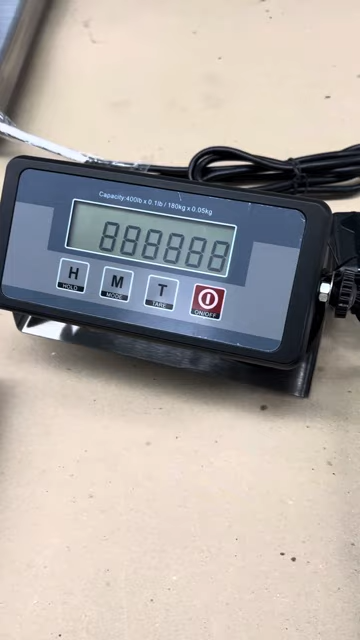 Capacity:400lb x 0.1lb / 180kg x 0.05kg
888888
H M T
HOLD MODE TARE ON/OFF